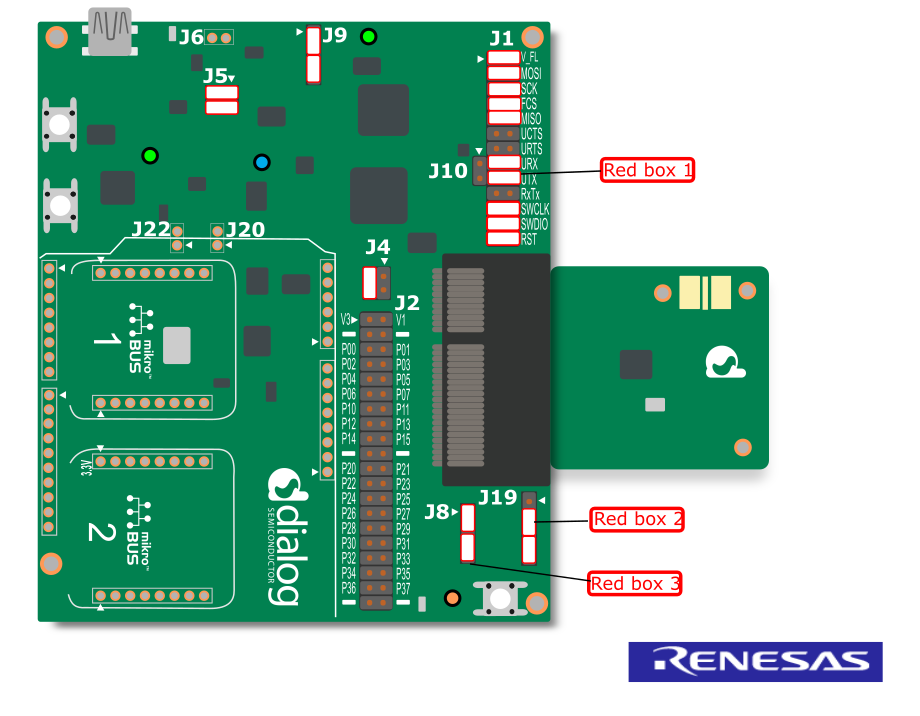 J6
J9
J1
J5
V_FL
MOSI
SCK
FCS
MISO
UCTS
URTS
URX
UTX
RxTx
SWCLK
SWDIO
RST
J10
Red box 1
J22
J20
J4
J2
V3 V1
P00 P01
P02 P03
P04 P05
P06 P07
P10 P11
P12 P13
P14 P15
P20 P21
P22 P23
P24 P25
P26 P27
P28 P29
P30 P31
P32 P33
P34 P35
P36 P37
1
mikro™
BUS
3.3V
2
mikro™
BUS
dialog
SEMICONDUCTOR
J8
J19
Red box 2
Red box 3
RENESAS